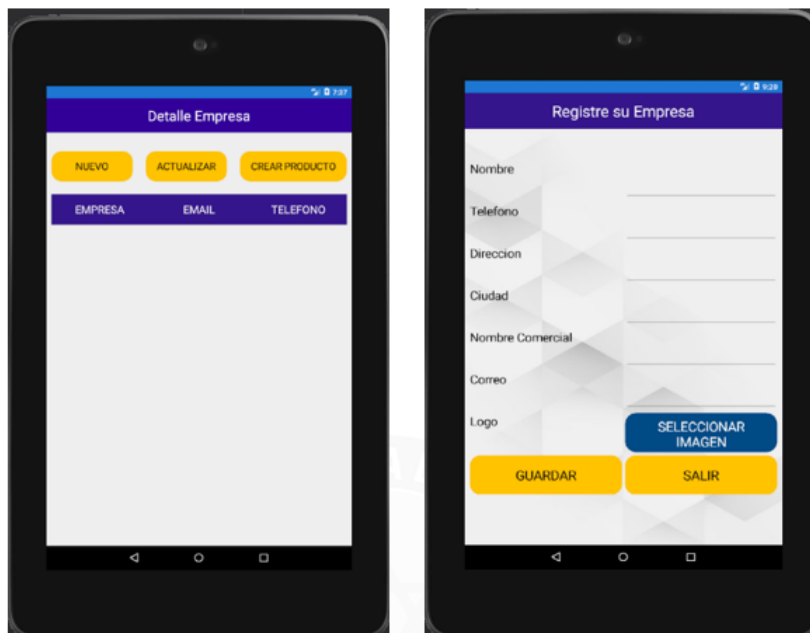 7:37
Detalle Empresa
NUEVO ACTUALIZAR CREAR PRODUCTO
EMPRESA EMAIL TELEFONO
9:29
Registre su Empresa
Nombre
Telefono
Direccion
Ciudad
Nombre Comercial
Correo
Logo
SELECCIONAR
IMAGEN
GUARDAR SALIR